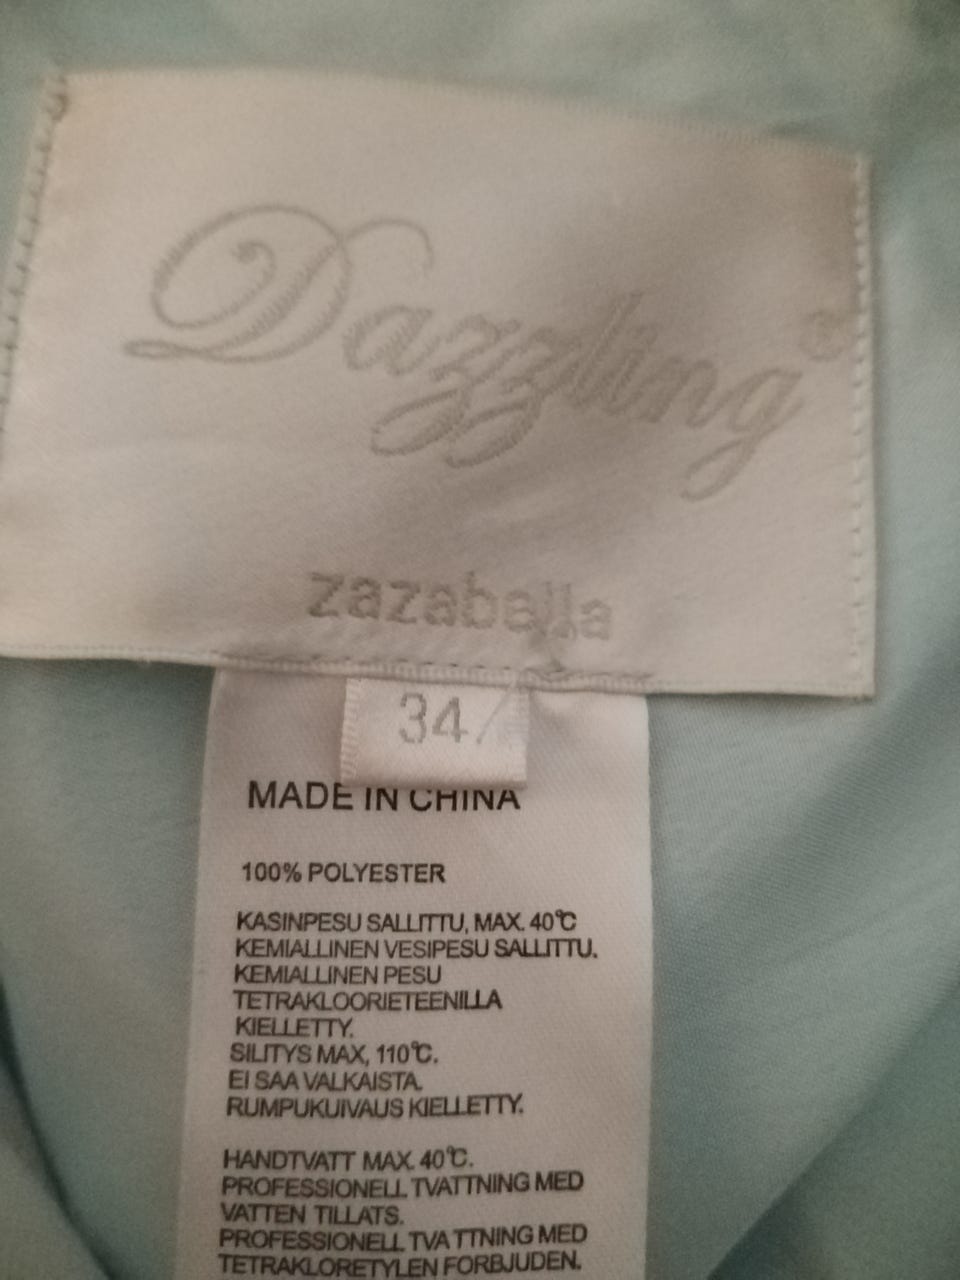 Dazzling®
zazabella
34
MADE IN CHINA
100% POLYESTER
KASINPESU SALLITTU, MAX. 40℃
KEMIALLINEN VESIPESU SALLITTU.
KEMIALLINEN PESU
TETRAKLOORIETEENILLA
KIELLETTY.
SILITYS MAX, 110℃.
EI SAA VALKAISTA.
RUMPUKUIVAUS KIELLETTY.
HANDTVATT MAX. 40℃.
PROFESSIONELL TVATTNING MED
VATTEN TILLATS.
PROFESSIONELL TVATTNING MED
TETRAKLORETYLEN FORBJUDEN.